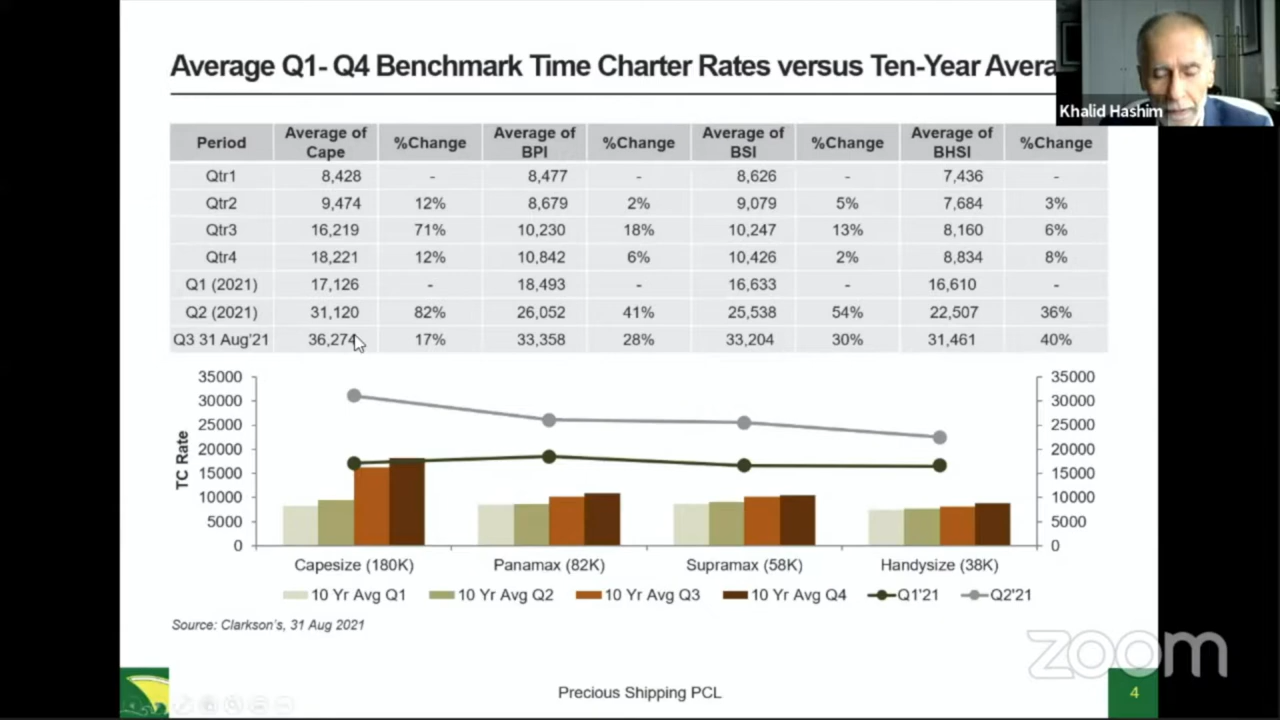 Average Q1- Q4 Benchmark Time Charter Rates versus Ten-Year Avera
Khalid Hashim
Period Average of Cape %Change Average of BPI %Change Average of BSI %Change Average of BHSI %Change
Qtr1 8,428 - 8,477 - 8,626 - 7,436 -
Qtr2 9,474 12% 8,679 2% 9,079 5% 7,684 3%
Qtr3 16,219 71% 10,230 18% 10,247 13% 8,160 6%
Qtr4 18,221 12% 10,842 6% 10,426 2% 8,834 8%
Q1 (2021) 17,126 - 18,493 - 16,633 - 16,610 -
Q2 (2021) 31,120 82% 26,052 41% 25,538 54% 22,507 36%
Q3 31 Aug'21 36,274 17% 33,358 28% 33,204 30% 31,461 40%
TC Rate
35000 35000
30000 30000
25000 25000
20000 20000
15000 15000
10000 10000
5000 5000
0 0
Capesize (180K) Panamax (82K) Supramax (58K) Handysize (38K)
10 Yr Avg Q1 10 Yr Avg Q2 10 Yr Avg Q3 10 Yr Avg Q4 Q1'21 Q2'21
Source: Clarkson's, 31 Aug 2021
zoom
Precious Shipping PCL
4